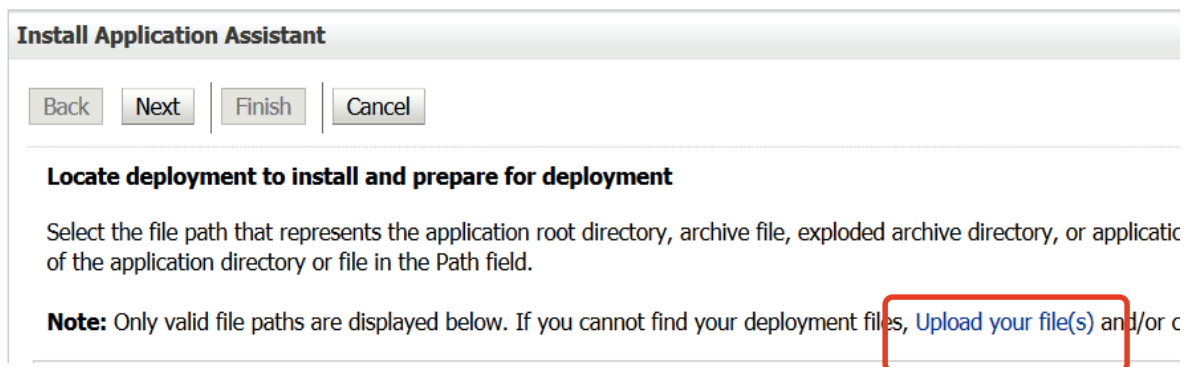 Install Application Assistant
Back Next Finish Cancel
Locate deployment to install and prepare for deployment
Select the file path that represents the application root directory, archive file, exploded archive directory, or
of the application directory or file in the Path field.
Note: Only valid file paths are displayed below. If you cannot find your deployment files, Upload your file(s) and/or